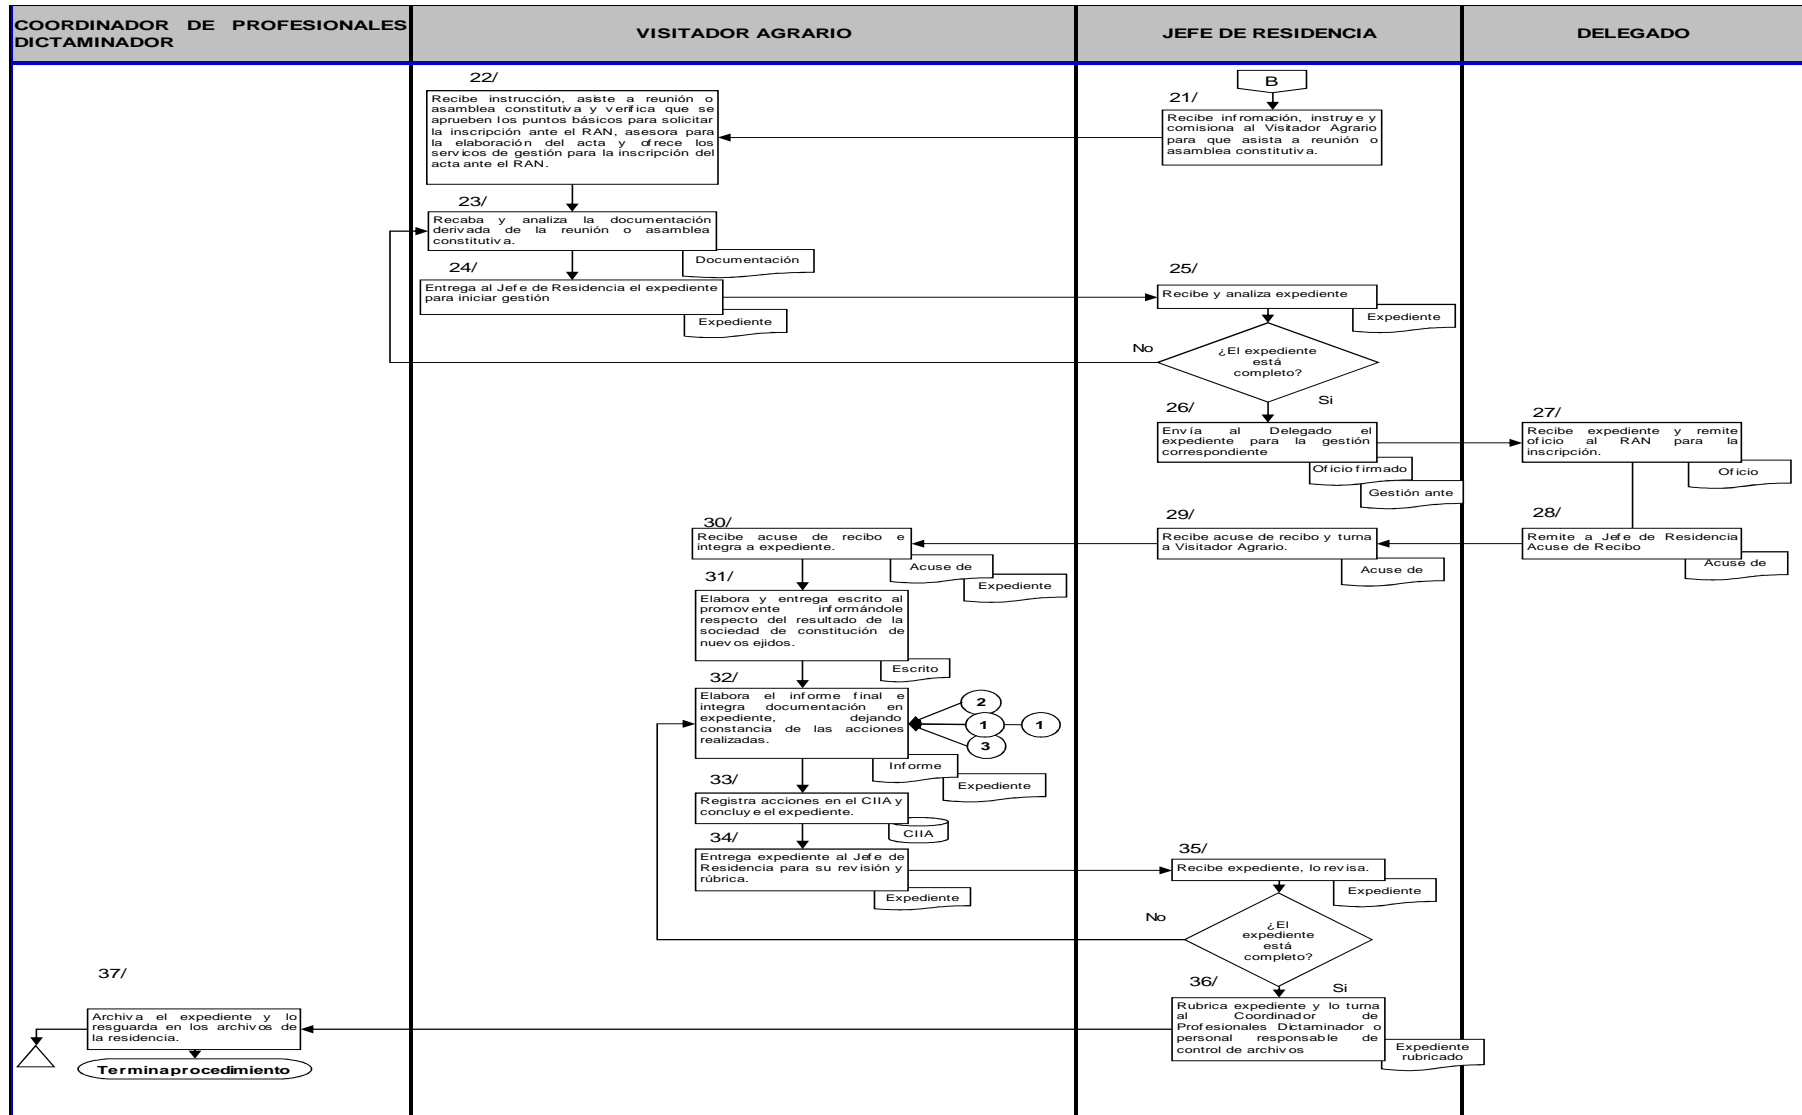 COORDINADOR DE PROFESIONALES
DICTAMINADOR
VISITADOR AGRARIO
JEFE DE RESIDENCIA
DELEGADO
B
21/
Recibe infromación, instruye y
comisiona al Visitador Agrario
para que asista a reunión o
asamblea constitutiva.
22/
Recibe instrucción, asiste a reunión o
asamblea constitutiva y verifica que se
aprueben los puntos básicos para solicitar
la inscripción ante el RAN, asesora para
la elaboración del acta y ofrece los
servicos de gestión para la inscripción del
acta ante el RAN.
23/
Recaba y analiza la documentación
derivada de la reunión o asamblea
constitutiva.
Documentación
24/
Entrega al Jefe de Residencia el expediente
para iniciar gestión
Expediente
25/
Recibe y analiza expediente
Expediente
No
¿El expediente
está
completo?
Si
26/
Envía al Delegado el
expediente para la gestión
correspondiente
Oficio firmado
Gestión ante
27/
Recibe expediente y remite
oficio al RAN para la
inscripción.
Oficio
28/
Remite a Jefe de Residencia
Acuse de Recibo
Acuse de
29/
Recibe acuse de recibo y turna
a Visitador Agrario.
Acuse de
30/
Recibe acuse de recibo e
integra a expediente.
Acuse de
Expediente
31/
Elabora y entrega escrito al
promovente informándole
respecto del resultado de la
sociedad de constitución de
nuevos ejidos.
Escrito
32/
Elabora el informe final e
integra documentación en
expediente, dejando
constancia de las acciones
realizadas.
2
1
1
3
Informe
Expediente
33/
Registra acciones en el CIIA y
concluye el expediente.
CIIA
34/
Entrega expediente al Jefe de
Residencia para su revisión y
rúbrica.
Expediente
35/
Recibe expediente, lo revisa.
Expediente
No
¿El
expediente
está
completo?
Si
36/
Rubrica expediente y lo turna
al Coordinador de
Profesionales Dictaminador o
personal responsable de
control de archivos
Expediente
rubricado
37/
Archiva el expediente y lo
resguarda en los archivos de
la residencia.
Termina procedimiento